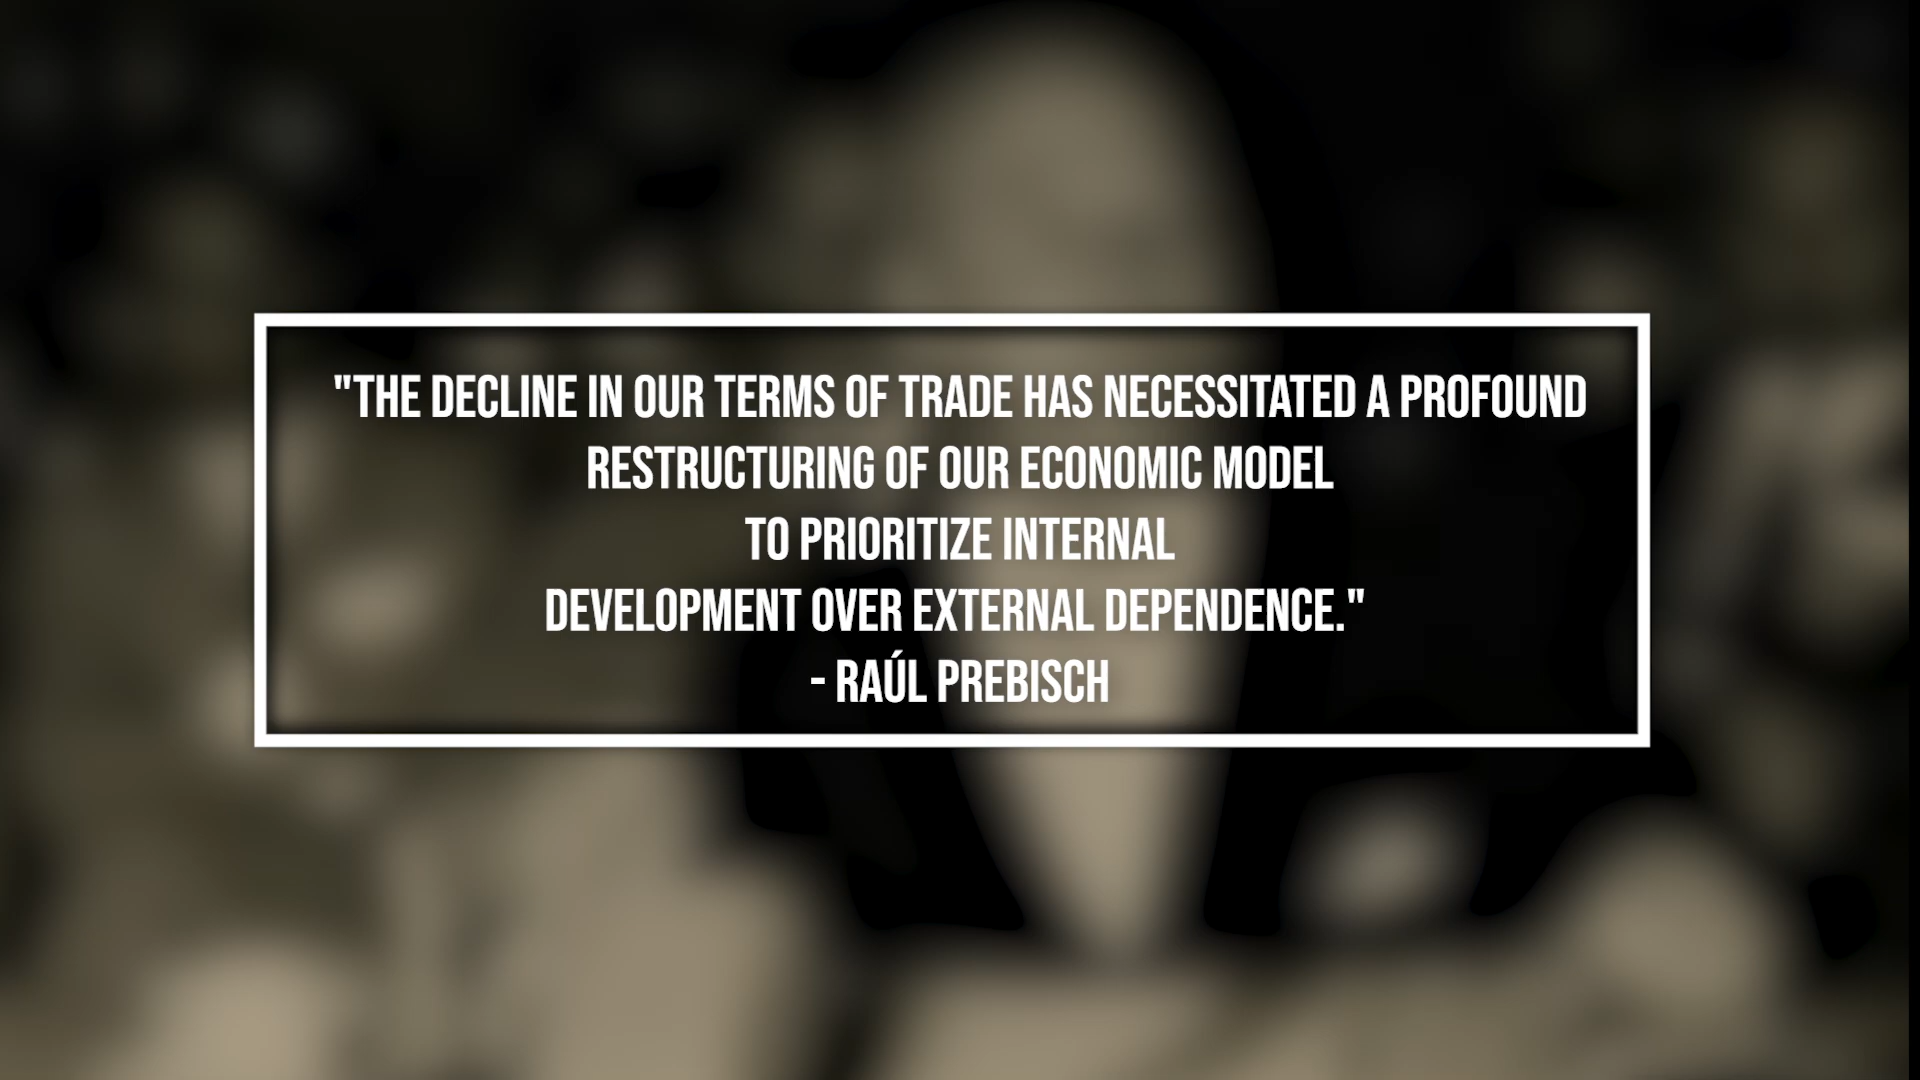 "THE DECLINE IN OUR TERMS OF TRADE HAS NECESSITATED A PROFOUND
RESTRUCTURING OF OUR ECONOMIC MODEL
TO PRIORITIZE INTERNAL
DEVELOPMENT OVER EXTERNAL DEPENDENCE."
- RAÚL PREBISCH